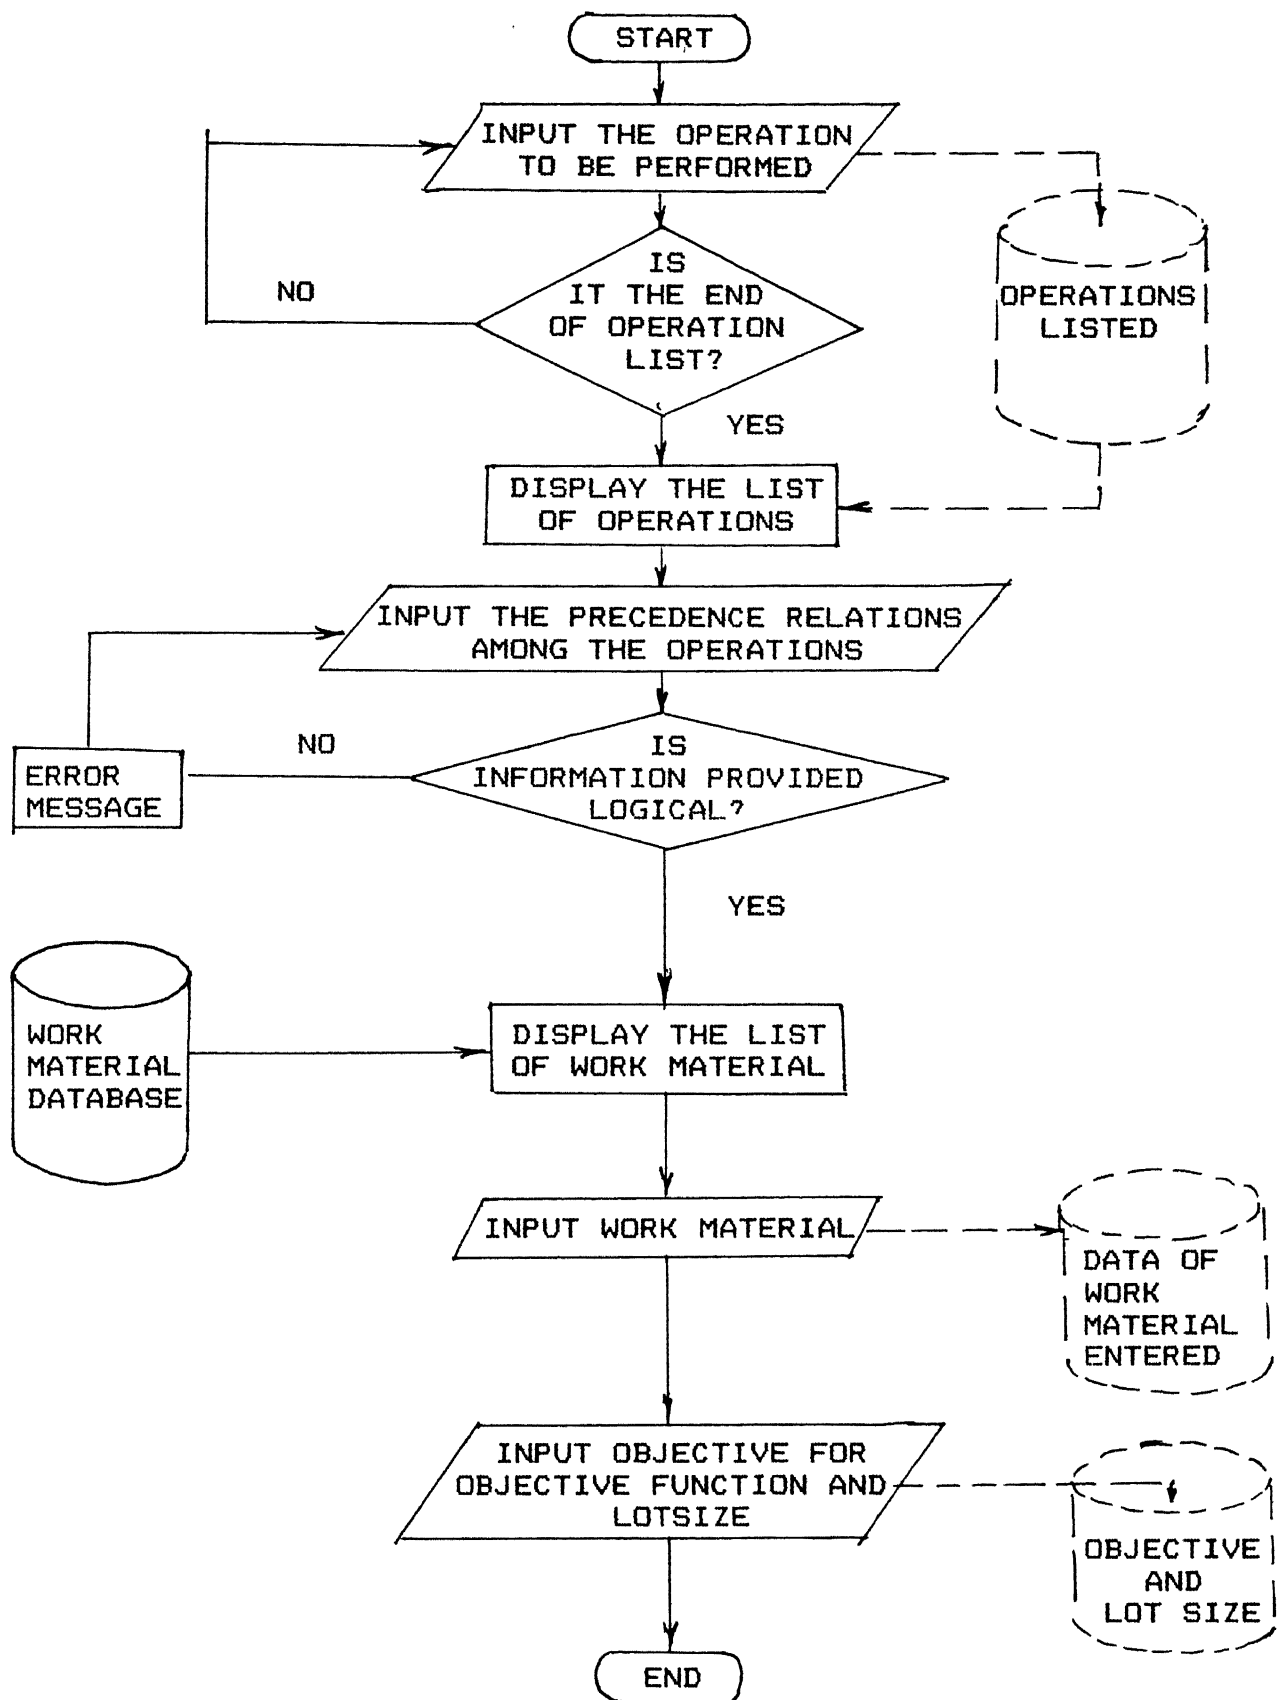 START
INPUT THE OPERATION
TO BE PERFORMED
IS
IT THE END
OF OPERATION
LIST?
NO
OPERATIONS
LISTED
YES
DISPLAY THE LIST
OF OPERATIONS
INPUT THE PRECEDENCE RELATIONS
AMONG THE OPERATIONS
NO
IS
INFORMATION PROVIDED
LOGICAL?
ERROR
MESSAGE
YES
WORK
MATERIAL
DATABASE
DISPLAY THE LIST
OF WORK MATERIAL
INPUT WORK MATERIAL
DATA OF
WORK
MATERIAL
ENTERED
INPUT OBJECTIVE FOR
OBJECTIVE FUNCTION AND
LOTSIZE
OBJECTIVE
AND
LOT SIZE
END